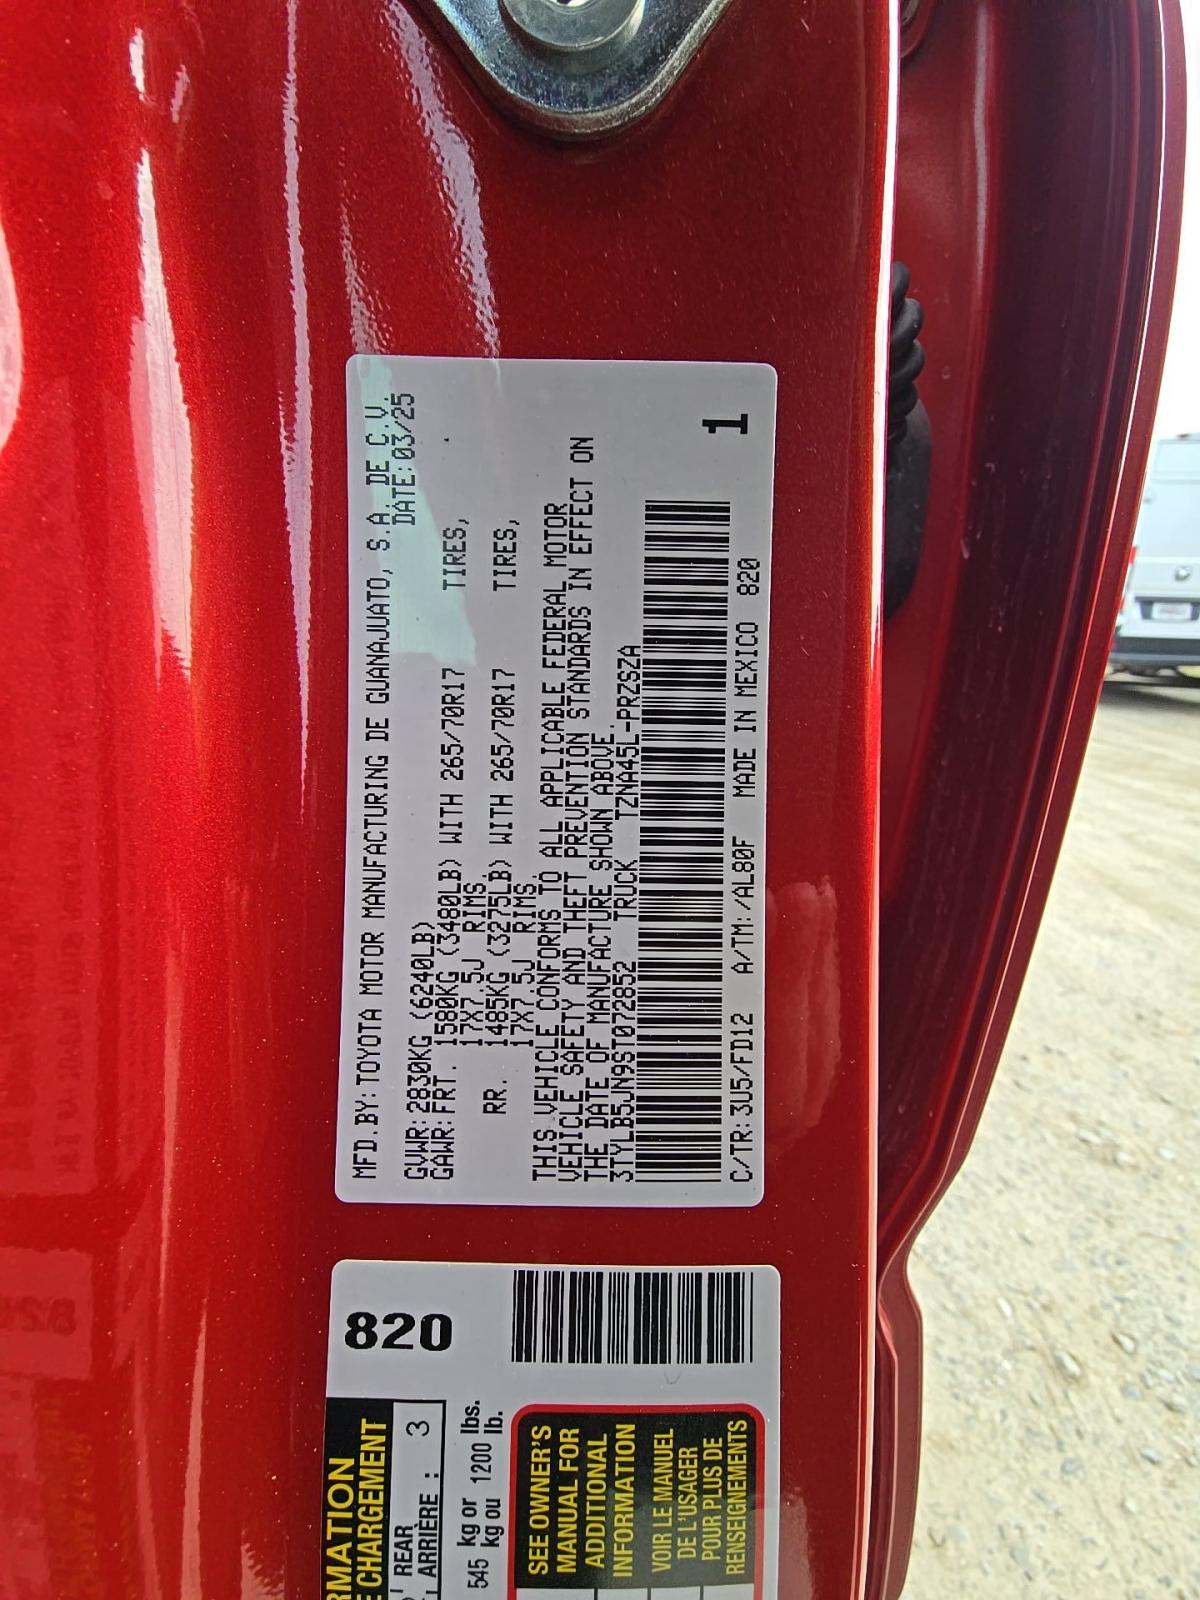 MFD.BY:TOYOTA MOTOR MANUFACTURING DE GUANAJUATO, S.A. DE C.V.
DATE:03/25
GVWR:2830KG (6240LB)
GAWR:FRT. 1580KG (3480LB) WITH 265/70R17 TIRES,
17X7.5J RIMS,
RR. 1485KG (3275LB) WITH 265/70R17 TIRES,
17X7.5J RIMS.
THIS VEHICLE CONFORMS TO ALL APPLICABLE FEDERAL MOTOR
VEHICLE SAFETY AND THEFT PREVENTION STANDARDS IN EFFECT ON
THE DATE OF MANUFACTURE SHOWN ABOVE.
3TYLB5JN9ST072852 TRUCK TZNA45L-PRZSZA
1
C/TR:3U5/FD12 A/TM:/AL80F MADE IN MEXICO 820
820
RMATION
E CHARGEMENT
REAR
ARRIÈRE : 3
545 kg or 1200 lbs.
kg ou lb.
SEE OWNER'S
MANUAL FOR
ADDITIONAL
INFORMATION
VOIR LE MANUEL
DE L'USAGER
POUR PLUS DE
RENSEIGNEMENTS